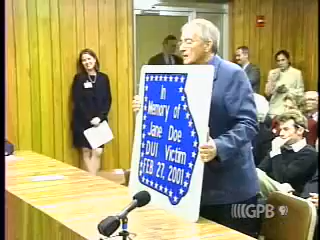 In
Memory of
Jane Doe
DUI Victim
FEB 27, 2001
GPB